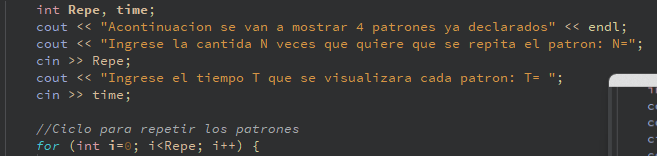 int Repe, time;
cout << "Acontinuacion se van a mostrar 4 patrones ya declarados" << endl;
cout << "Ingrese la cantida N veces que quiere que se repita el patron: N=";
cin >> Repe;
cout << "Ingrese el tiempo T que se visualizara cada patron: T= ";
cin >> time;
//Ciclo para repetir los patrones
for (int i=0; i<Repe; i++) {